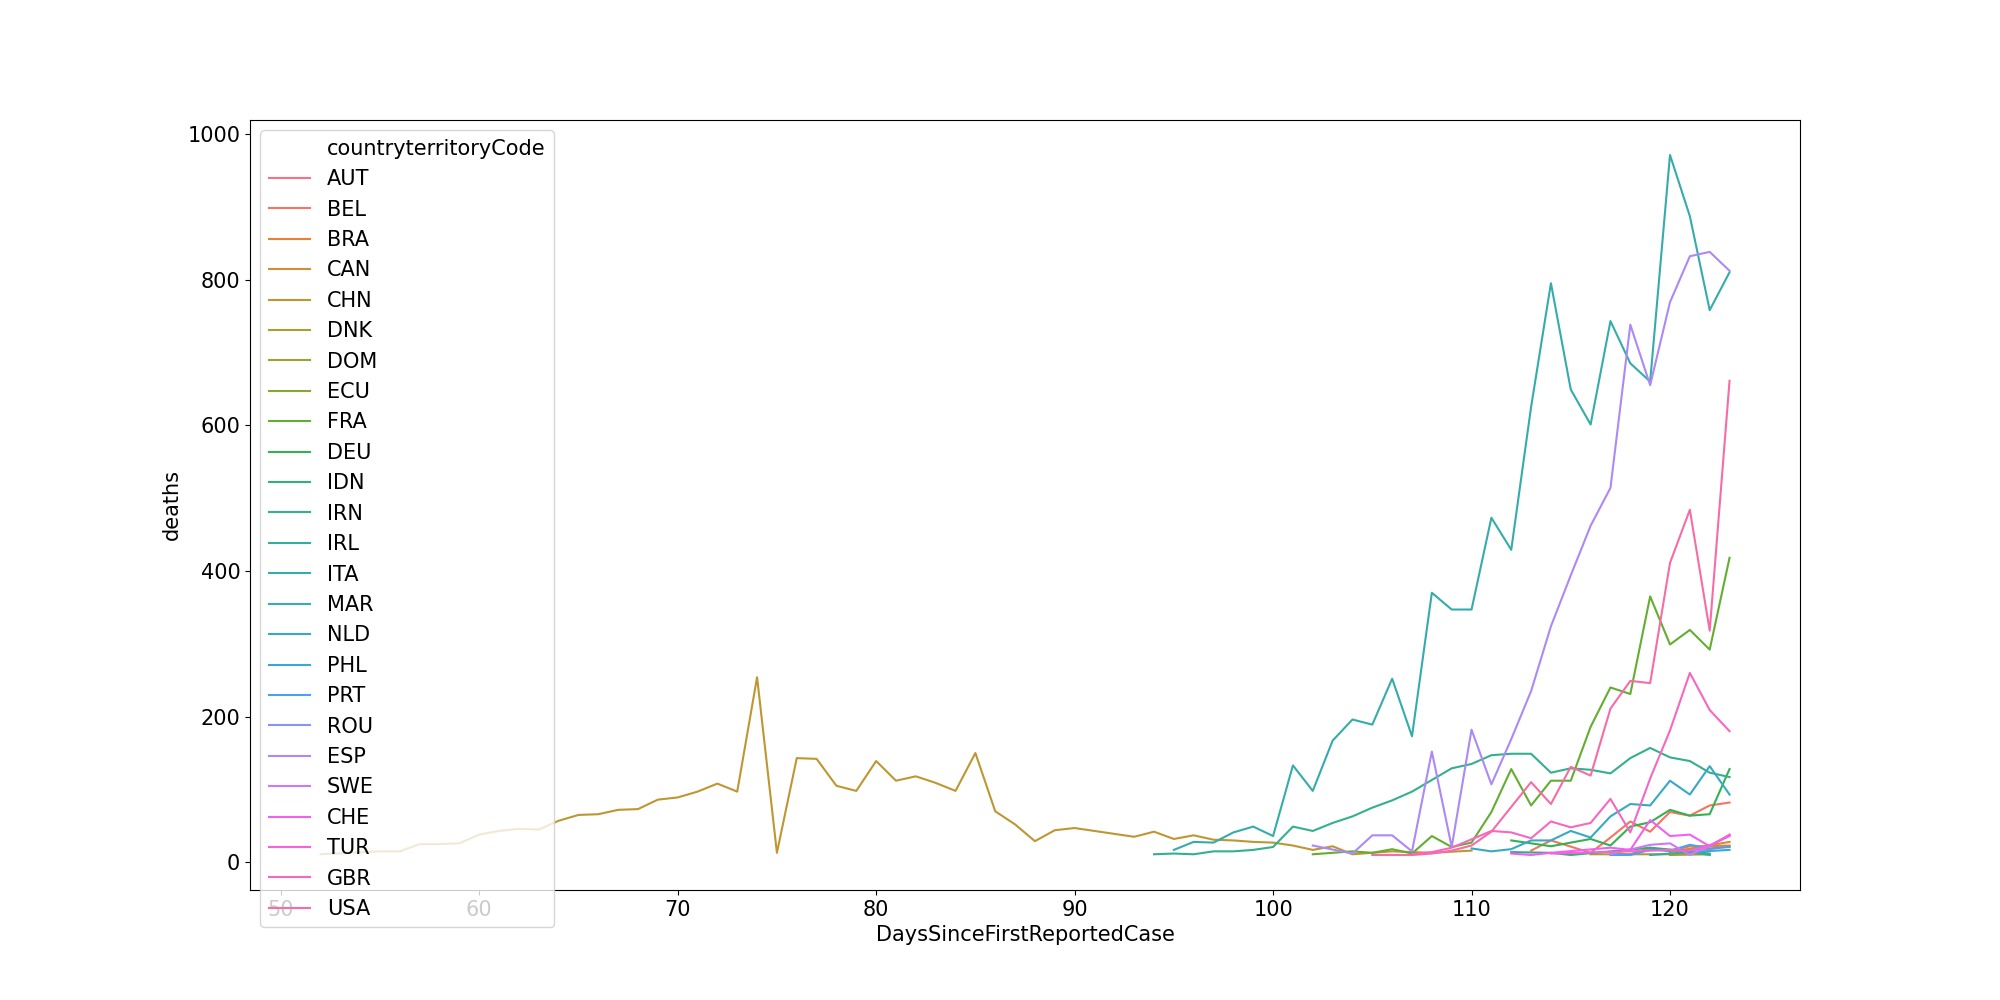 1000
800
600
400
200
0
deaths
countryterritoryCode
AUT
BEL
BRA
CAN
CHN
DNK
DOM
ECU
FRA
DEU
IDN
IRN
IRL
ITA
MAR
NLD
PHL
PRT
ROU
ESP
SWE
CHE
TUR
GBR
USA
50 60 70 80 90 100 110 120
DaysSinceFirstReportedCase